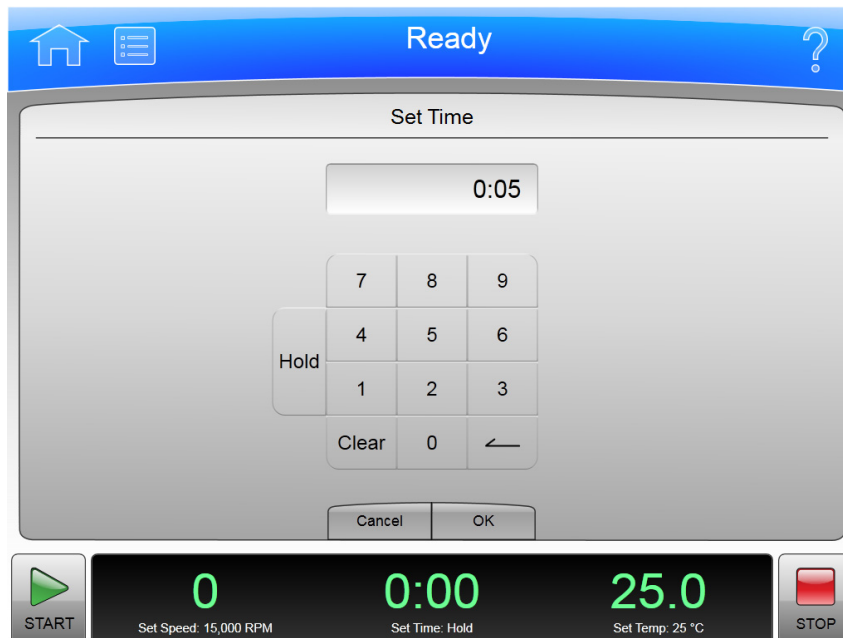 Ready
Set Time
0:05
7 8 9
4 5 6
Hold
1 2 3
Clear 0
Cancel OK
START
0 0:00 25.0
Set Speed: 15,000 RPM Set Time: Hold Set Temp: 25 °C
STOP